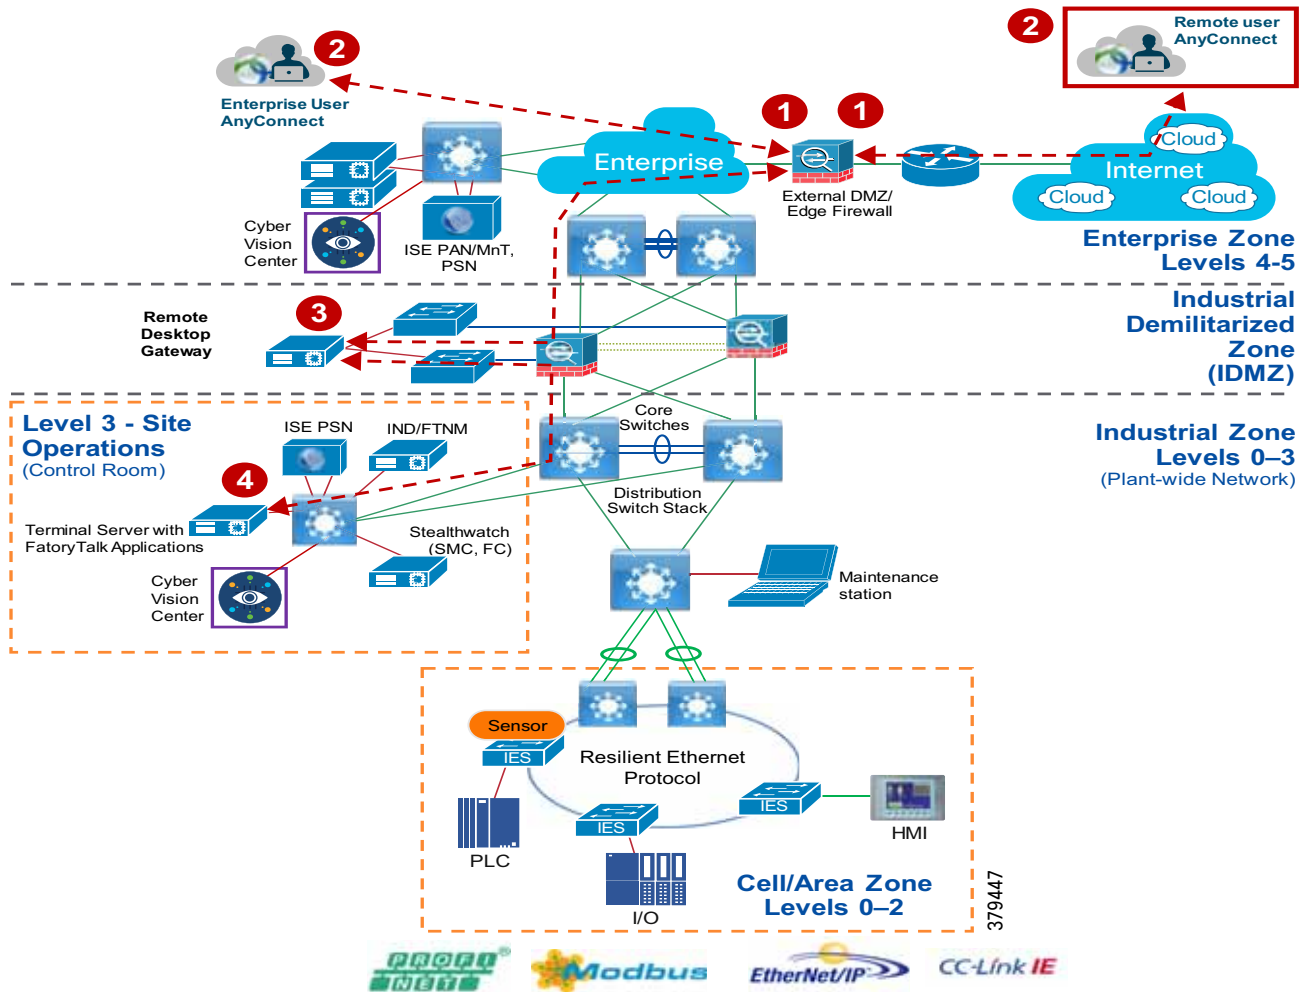 2
Enterprise User
AnyConnect
1
1
2
Remote user
AnyConnect
Enterprise
External DMZ/
Edge Firewall
Cloud
Internet
Cloud
Cloud
Cyber
Vision
Center
ISE PAN/MnT,
PSN
Enterprise Zone
Levels 4-5
Remote
Desktop
Gateway
3
Industrial
Demilitarized
Zone
(IDMZ)
Level 3 - Site
Operations
(Control Room)
ISE PSN
IND/FTNM
Core
Switches
Industrial Zone
Levels 0–3
(Plant-wide Network)
4
Terminal Server with
FatoryTalk Applications
Stealthwatch
(SMC, FC)
Distribution
Switch Stack
Cyber
Vision
Center
Maintenance
station
Sensor
IES
Resilient Ethernet
Protocol
IES
IES
PLC
I/O
HMI
Cell/Area Zone
Levels 0–2
379447
PROFI
NET
Modbus
EtherNet/IP
CC-Link IE